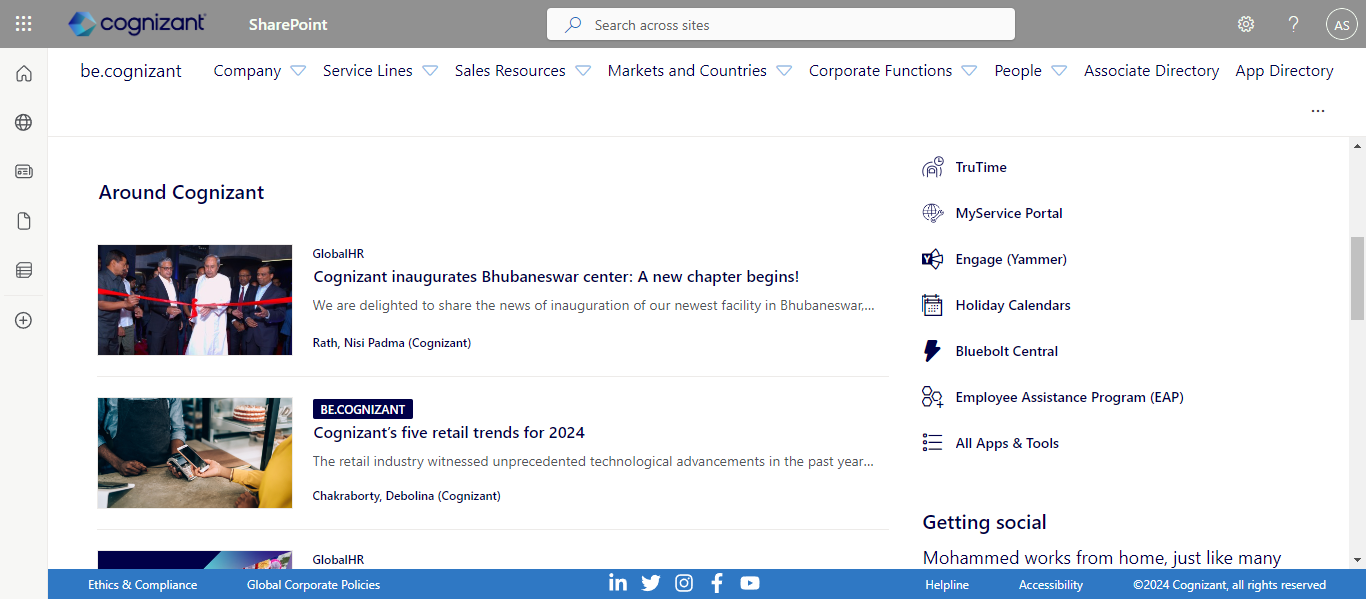 cognizant
SharePoint
Search across sites
?
AS
be.cognizant
Company
Service Lines
Sales Resources
Markets and Countries
Corporate Functions
People
Associate Directory
App Directory
...
Around Cognizant
GlobalHR
Cognizant inaugurates Bhubaneswar center: A new chapter begins!
We are delighted to share the news of inauguration of our newest facility in Bhubaneswar,...
Rath, Nisi Padma (Cognizant)
BE.COGNIZANT
Cognizant’s five retail trends for 2024
The retail industry witnessed unprecedented technological advancements in the past year...
Chakraborty, Debolina (Cognizant)
GlobalHR
TruTime
MyService Portal
Engage (Yammer)
Holiday Calendars
Bluebolt Central
Employee Assistance Program (EAP)
All Apps & Tools
Getting social
Mohammed works from home, just like many
Ethics & Compliance
Global Corporate Policies
Helpline
Accessibility
©2024 Cognizant, all rights reserved